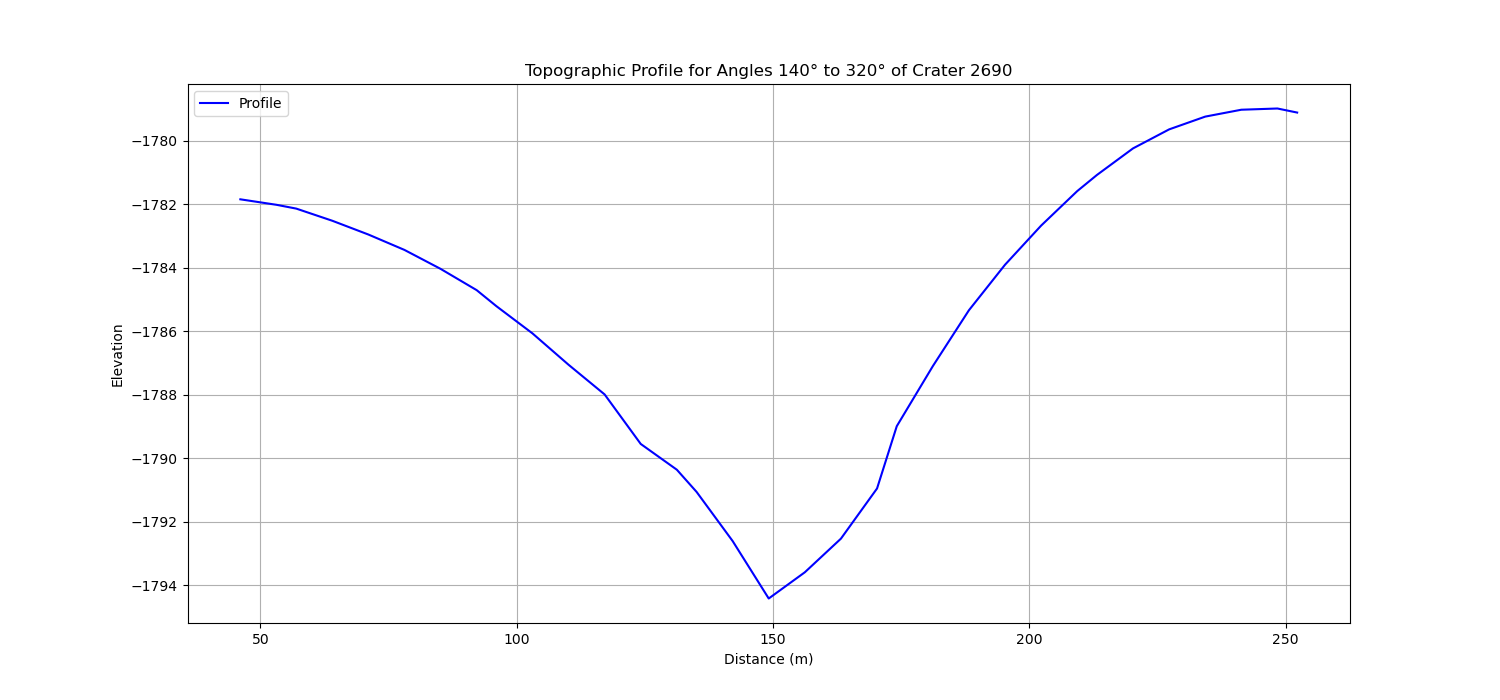 Topographic Profile for Angles 140° to 320° of Crater 2690
Profile
−1780
−1782
−1784
−1786
−1788
−1790
−1792
−1794
Elevation
50 100 150 200 250
Distance (m)